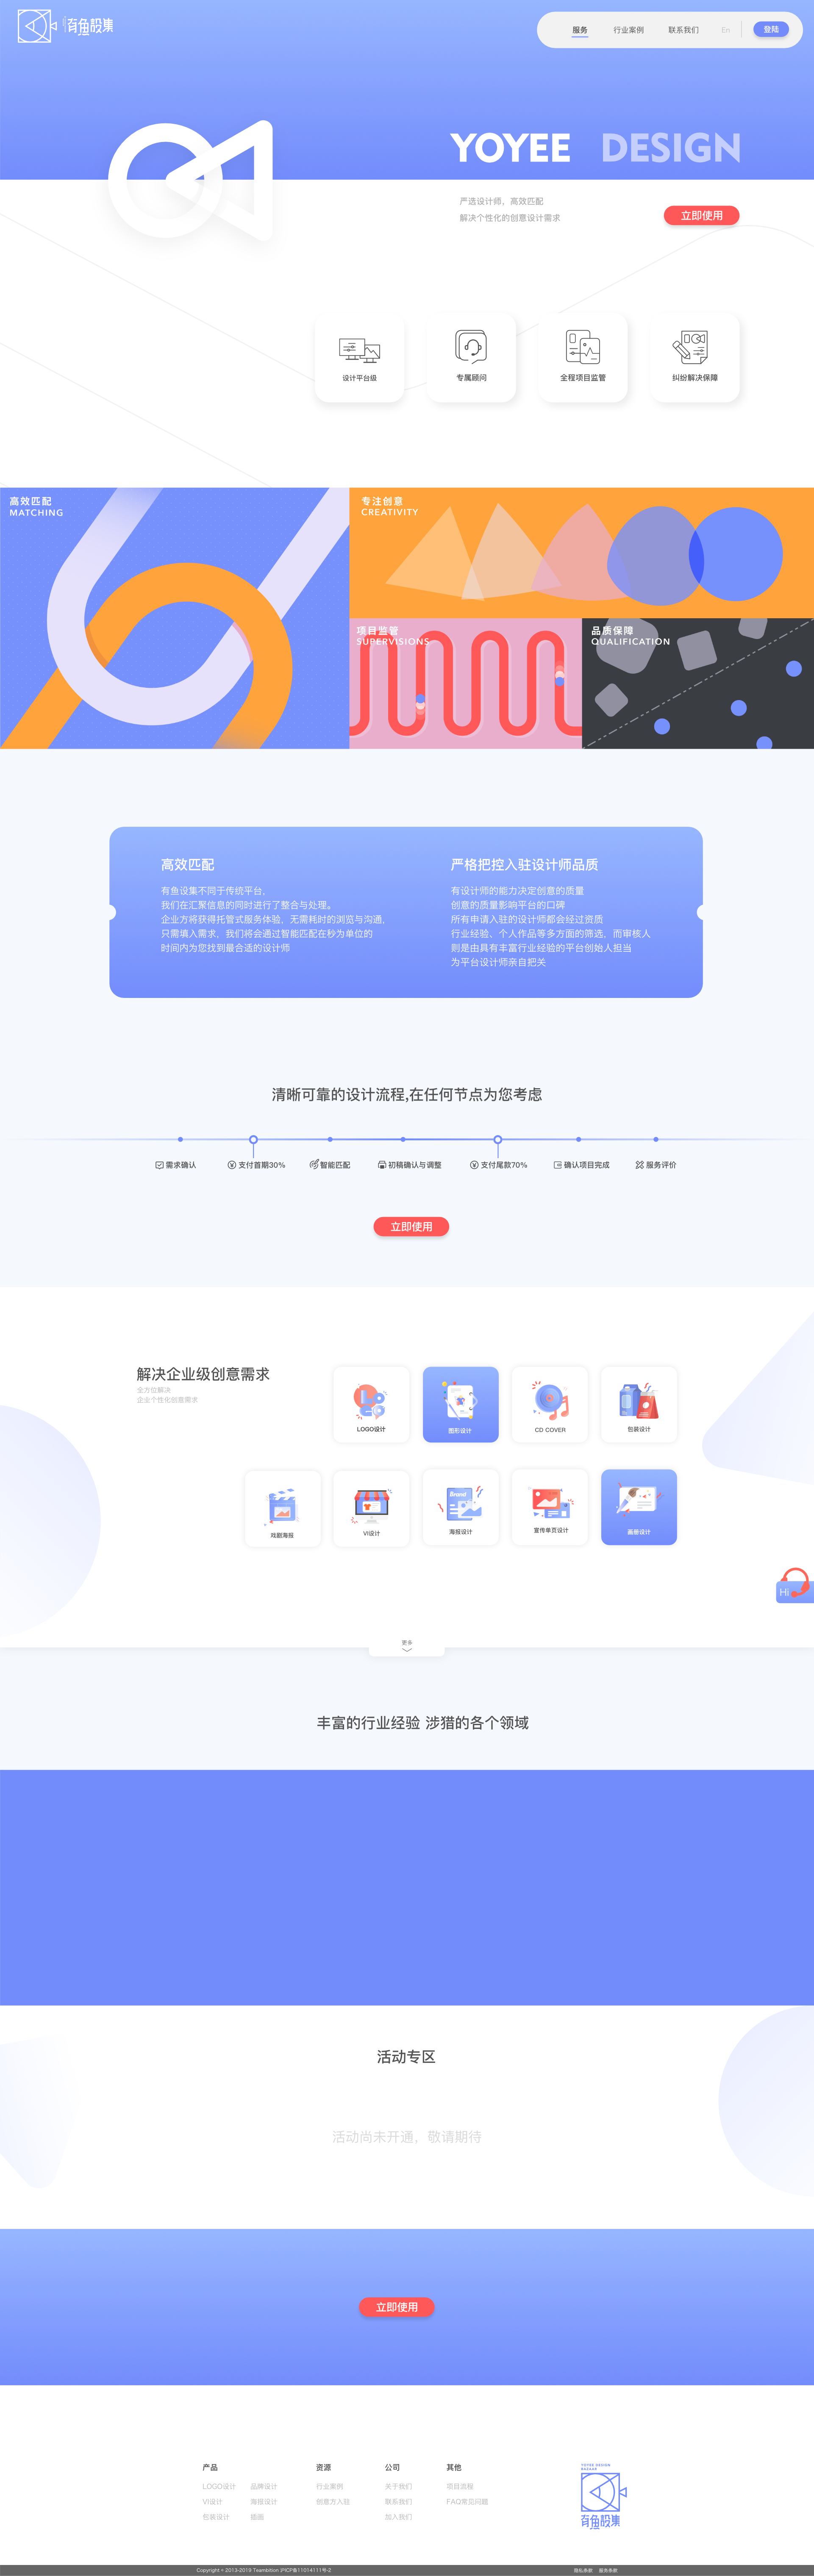 有鱼设集
服务
行业案例
联系我们
En
登陆
YOYEE DESIGN
严选设计师，高效匹配
解决个性化的创意设计需求
立即使用
设计平台级
专属顾问
全程项目监管
纠纷解决保障
高效匹配
MATCHING
专注创意
CREATIVITY
项目监管
SUPERVISIONS
品质保障
QUALIFICATION
高效匹配
有鱼设集不同于传统平台，
我们在汇聚信息的同时进行了整合与处理。
企业方将获得托管式服务体验，无需耗时的浏览与沟通，
只需填入需求，我们将会通过智能匹配在秒为单位的
时间内为您找到最合适的设计师
严格把控入驻设计师品质
有设计师的能力决定创意的质量
创意的质量影响平台的口碑
所有申请入驻的设计师都会经过资质
行业经验、个人作品等多方面的筛选，而审核人
则是由具有丰富行业经验的平台创始人担当
为平台设计师亲自把关
清晰可靠的设计流程,在任何节点为您考虑
需求确认
支付首期30%
智能匹配
初稿确认与调整
支付尾款70%
确认项目完成
服务评价
立即使用
解决企业级创意需求
全方位解决
企业个性化创意需求
LOGO设计
图形设计
CD COVER
包装设计
戏剧海报
VI设计
Brand
海报设计
宣传单页设计
画册设计
Hi
更多
丰富的行业经验 涉猎的各个领域
活动专区
活动尚未开通，敬请期待
立即使用
产品
LOGO设计
品牌设计
VI设计
海报设计
包装设计
插画
资源
行业案例
创意方入驻
公司
关于我们
联系我们
加入我们
其他
项目流程
FAQ常见问题
YOYEE DESIGN
BAZAAR
有鱼設集
Copyright © 2013-2019 Teambition 沪ICP备11014111号-2
隐私条款
服务条款